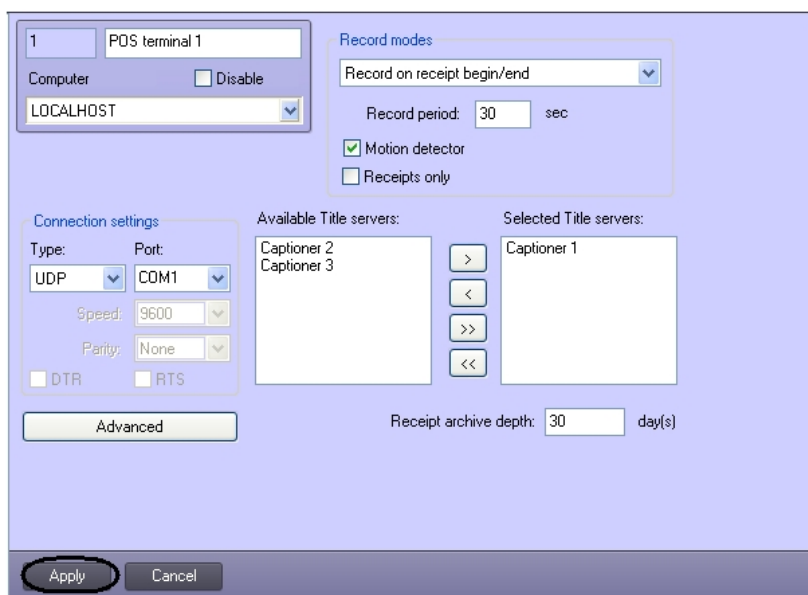 1 POS terminal 1
Computer Disable
LOCALHOST
Record modes
Record on receipt begin/end
Record period: 30 sec
Motion detector
Receipts only
Connection settings
Type: Port:
UDP COM1
Speed: 9600
Parity: None
DTR RTS
Advanced
Available Title servers:
Captioner 2
Captioner 3
>
<
>>
<<
Selected Title servers:
Captioner 1
Receipt archive depth: 30 day(s)
Apply Cancel